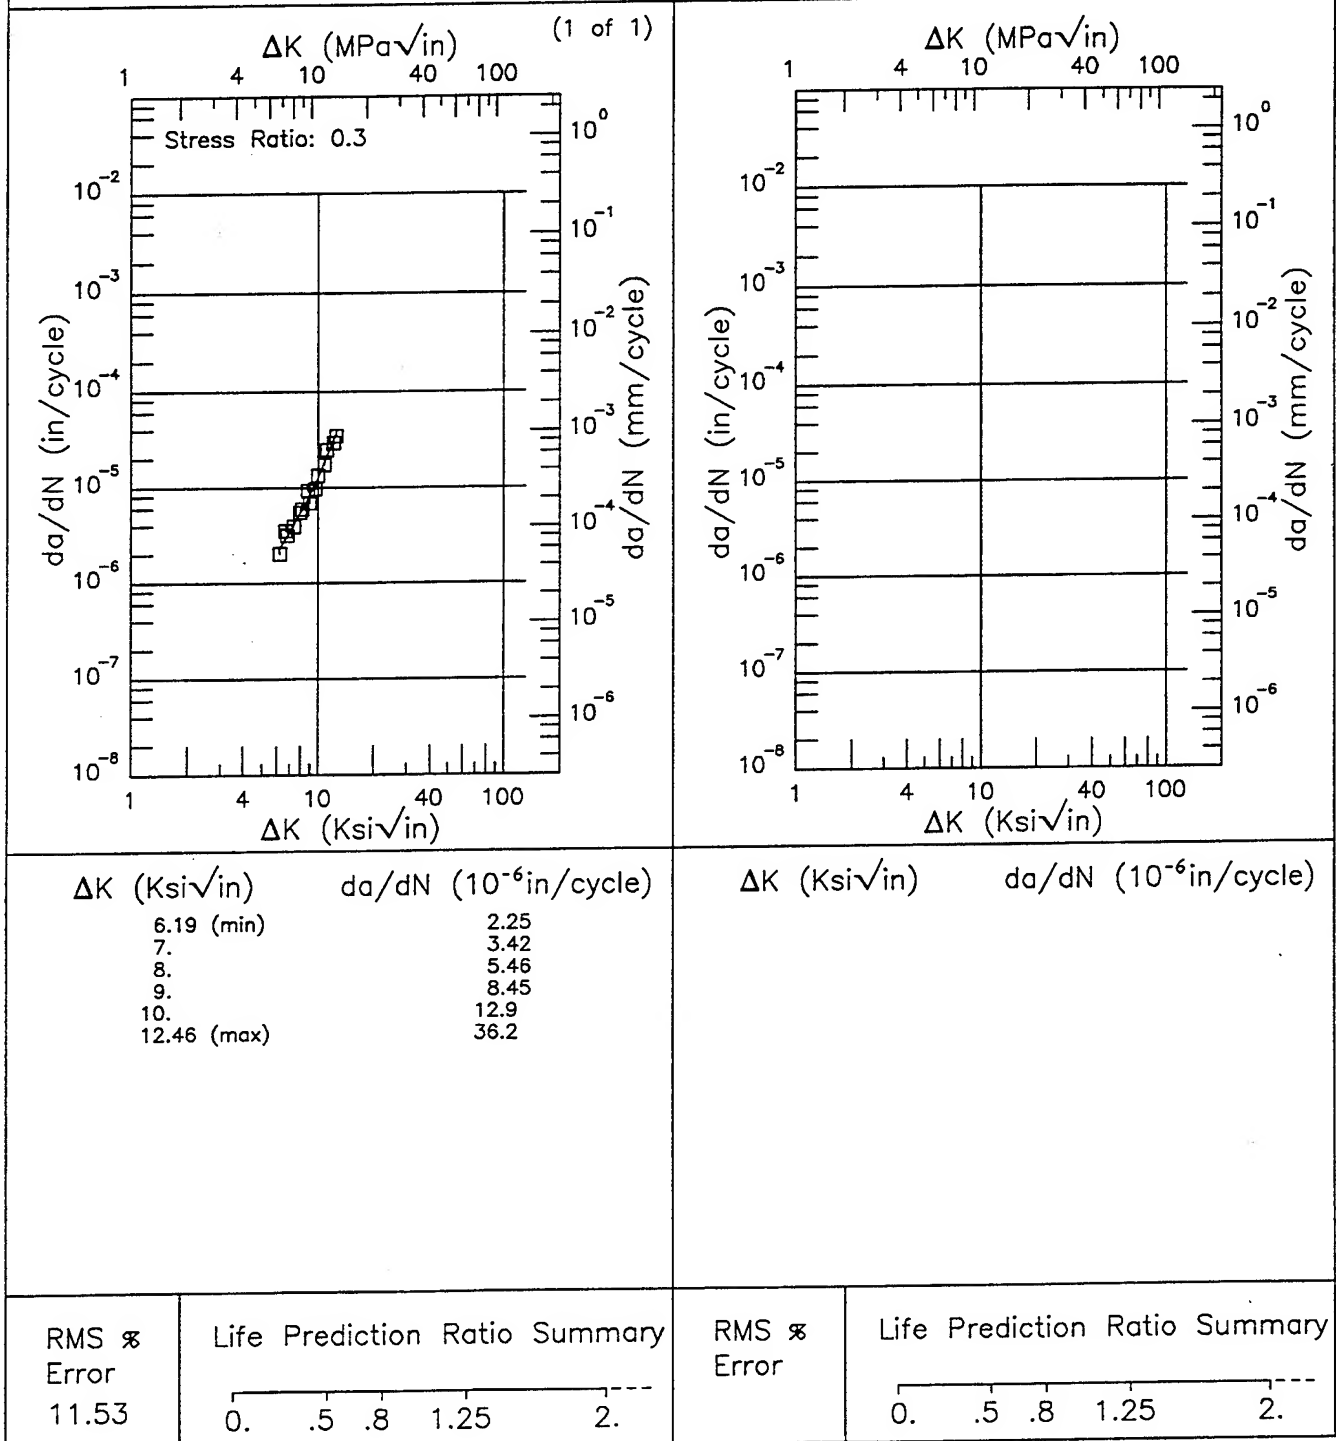 (1 of 1)
ΔK (MPa√in)
1 4 10 40 100
Stress Ratio: 0.3
10⁰
10⁻²
10⁻¹
10⁻³
10⁻²
10⁻⁴
10⁻³
10⁻⁵
10⁻⁴
10⁻⁶
10⁻⁵
10⁻⁷
10⁻⁶
10⁻⁸
da/dN (in/cycle)
da/dN (mm/cycle)
1 4 10 40 100
ΔK (Ksi√in)
ΔK (MPa√in)
1 4 10 40 100
10⁰
10⁻²
10⁻¹
10⁻³
10⁻²
10⁻⁴
10⁻³
10⁻⁵
10⁻⁴
10⁻⁶
10⁻⁵
10⁻⁷
10⁻⁶
10⁻⁸
da/dN (in/cycle)
da/dN (mm/cycle)
1 4 10 40 100
ΔK (Ksi√in)
ΔK (Ksi√in) da/dN (10⁻⁶in/cycle)
6.19 (min) 2.25
7. 3.42
8. 5.46
9. 8.45
10. 12.9
12.46 (max) 36.2
ΔK (Ksi√in) da/dN (10⁻⁶in/cycle)
RMS %
Error
11.53
Life Prediction Ratio Summary
0. .5 .8 1.25 2.
RMS %
Error
Life Prediction Ratio Summary
0. .5 .8 1.25 2.